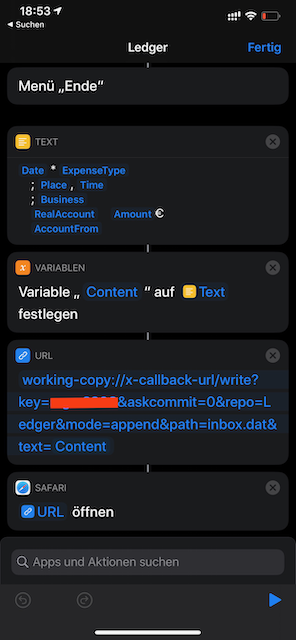 18:53
Suchen
Ledger
Fertig
Menü „Ende“
TEXT
Date * ExpenseType
; Place , Time
; Business
RealAccount Amount €
AccountFrom
VARIABLEN
Variable „ Content “ auf Text
festlegen
URL
working-copy://x-callback-url/write?
key= &askcommit=0&repo=L
edger&mode=append&path=inbox.dat&
text= Content
SAFARI
URL öffnen
Apps und Aktionen suchen